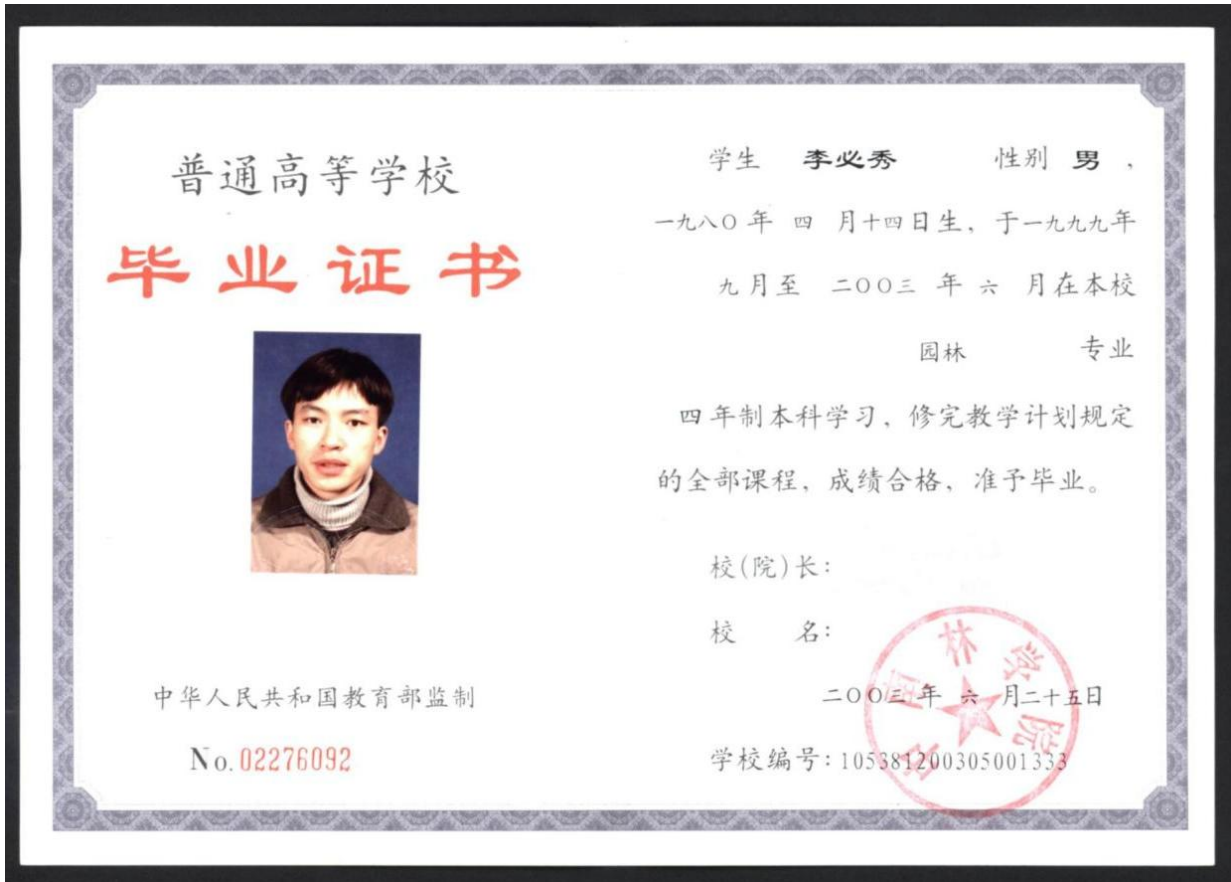 普通高等学校
毕业证书
中华人民共和国教育部监制
No. 02276092
学生 李必秀 性别 男，
一九八〇年 四 月十四日生，于一九九九年
九月至 二〇〇三 年 六 月在本校
园林 专业
四年制本科学习，修完教学计划规定
的全部课程，成绩合格，准予毕业。
校(院)长：
校 名：
二〇〇三年 六 月二十五日
学校编号：105381200305001333
林学院